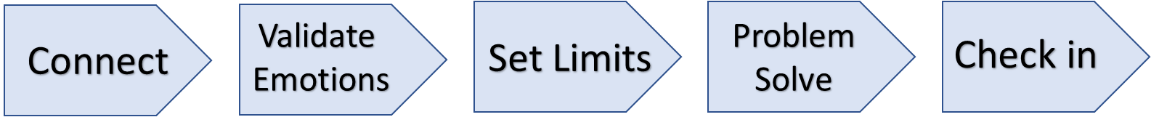 Connect
Validate
Emotions
Set Limits
Problem
Solve
Check in